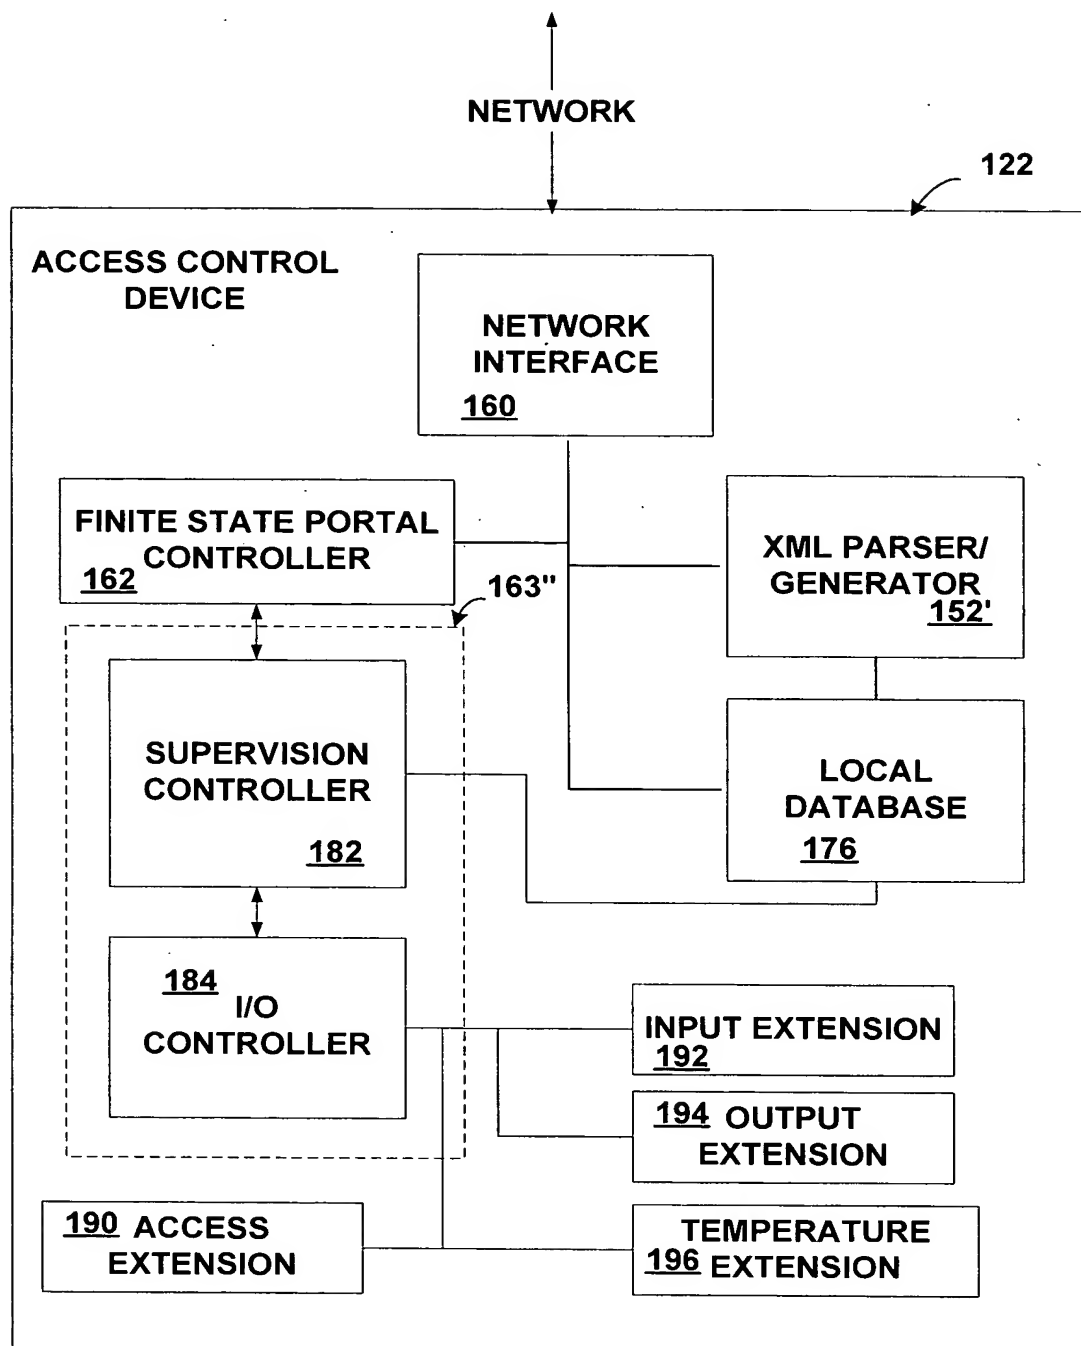 NETWORK
122
ACCESS CONTROL
DEVICE
NETWORK
INTERFACE
160
FINITE STATE PORTAL
CONTROLLER
162
XML PARSER/
GENERATOR
152'
163"
SUPERVISION
CONTROLLER
182
LOCAL
DATABASE
176
184
I/O
CONTROLLER
INPUT EXTENSION
192
194 OUTPUT
EXTENSION
190 ACCESS
EXTENSION
TEMPERATURE
196 EXTENSION